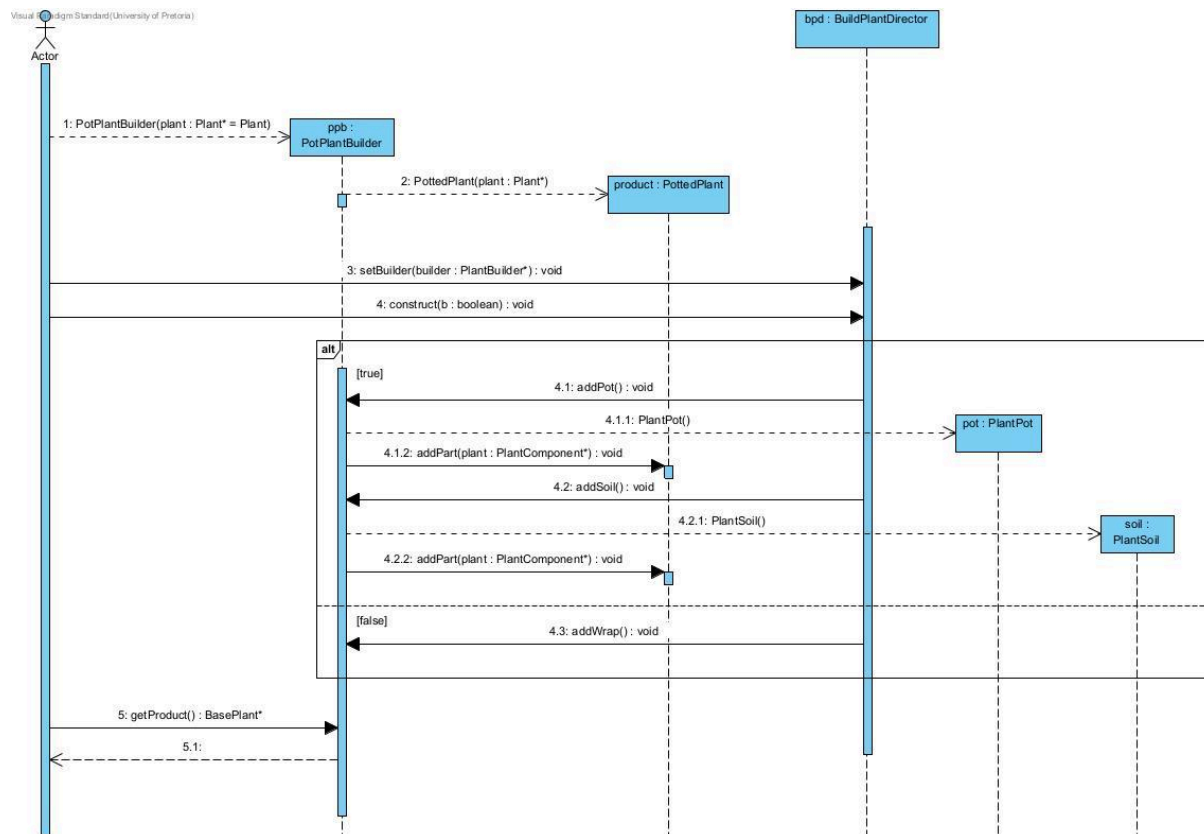 Visual Paradigm Standard(University of Pretoria)
bpd : BuildPlantDirector
Actor
1: PotPlantBuilder(plant : Plant* = Plant)
ppb :
PotPlantBuilder
2: PottedPlant(plant : Plant*)
product : PottedPlant
3: setBuilder(builder : PlantBuilder*) : void
4: construct(b : boolean) : void
alt
[true]
4.1: addPot() : void
4.1.1: PlantPot()
pot : PlantPot
4.1.2: addPart(plant : PlantComponent*) : void
4.2: addSoil() : void
4.2.1: PlantSoil()
soil :
PlantSoil
4.2.2: addPart(plant : PlantComponent*) : void
[false]
4.3: addWrap() : void
5: getProduct() : BasePlant*
5.1: